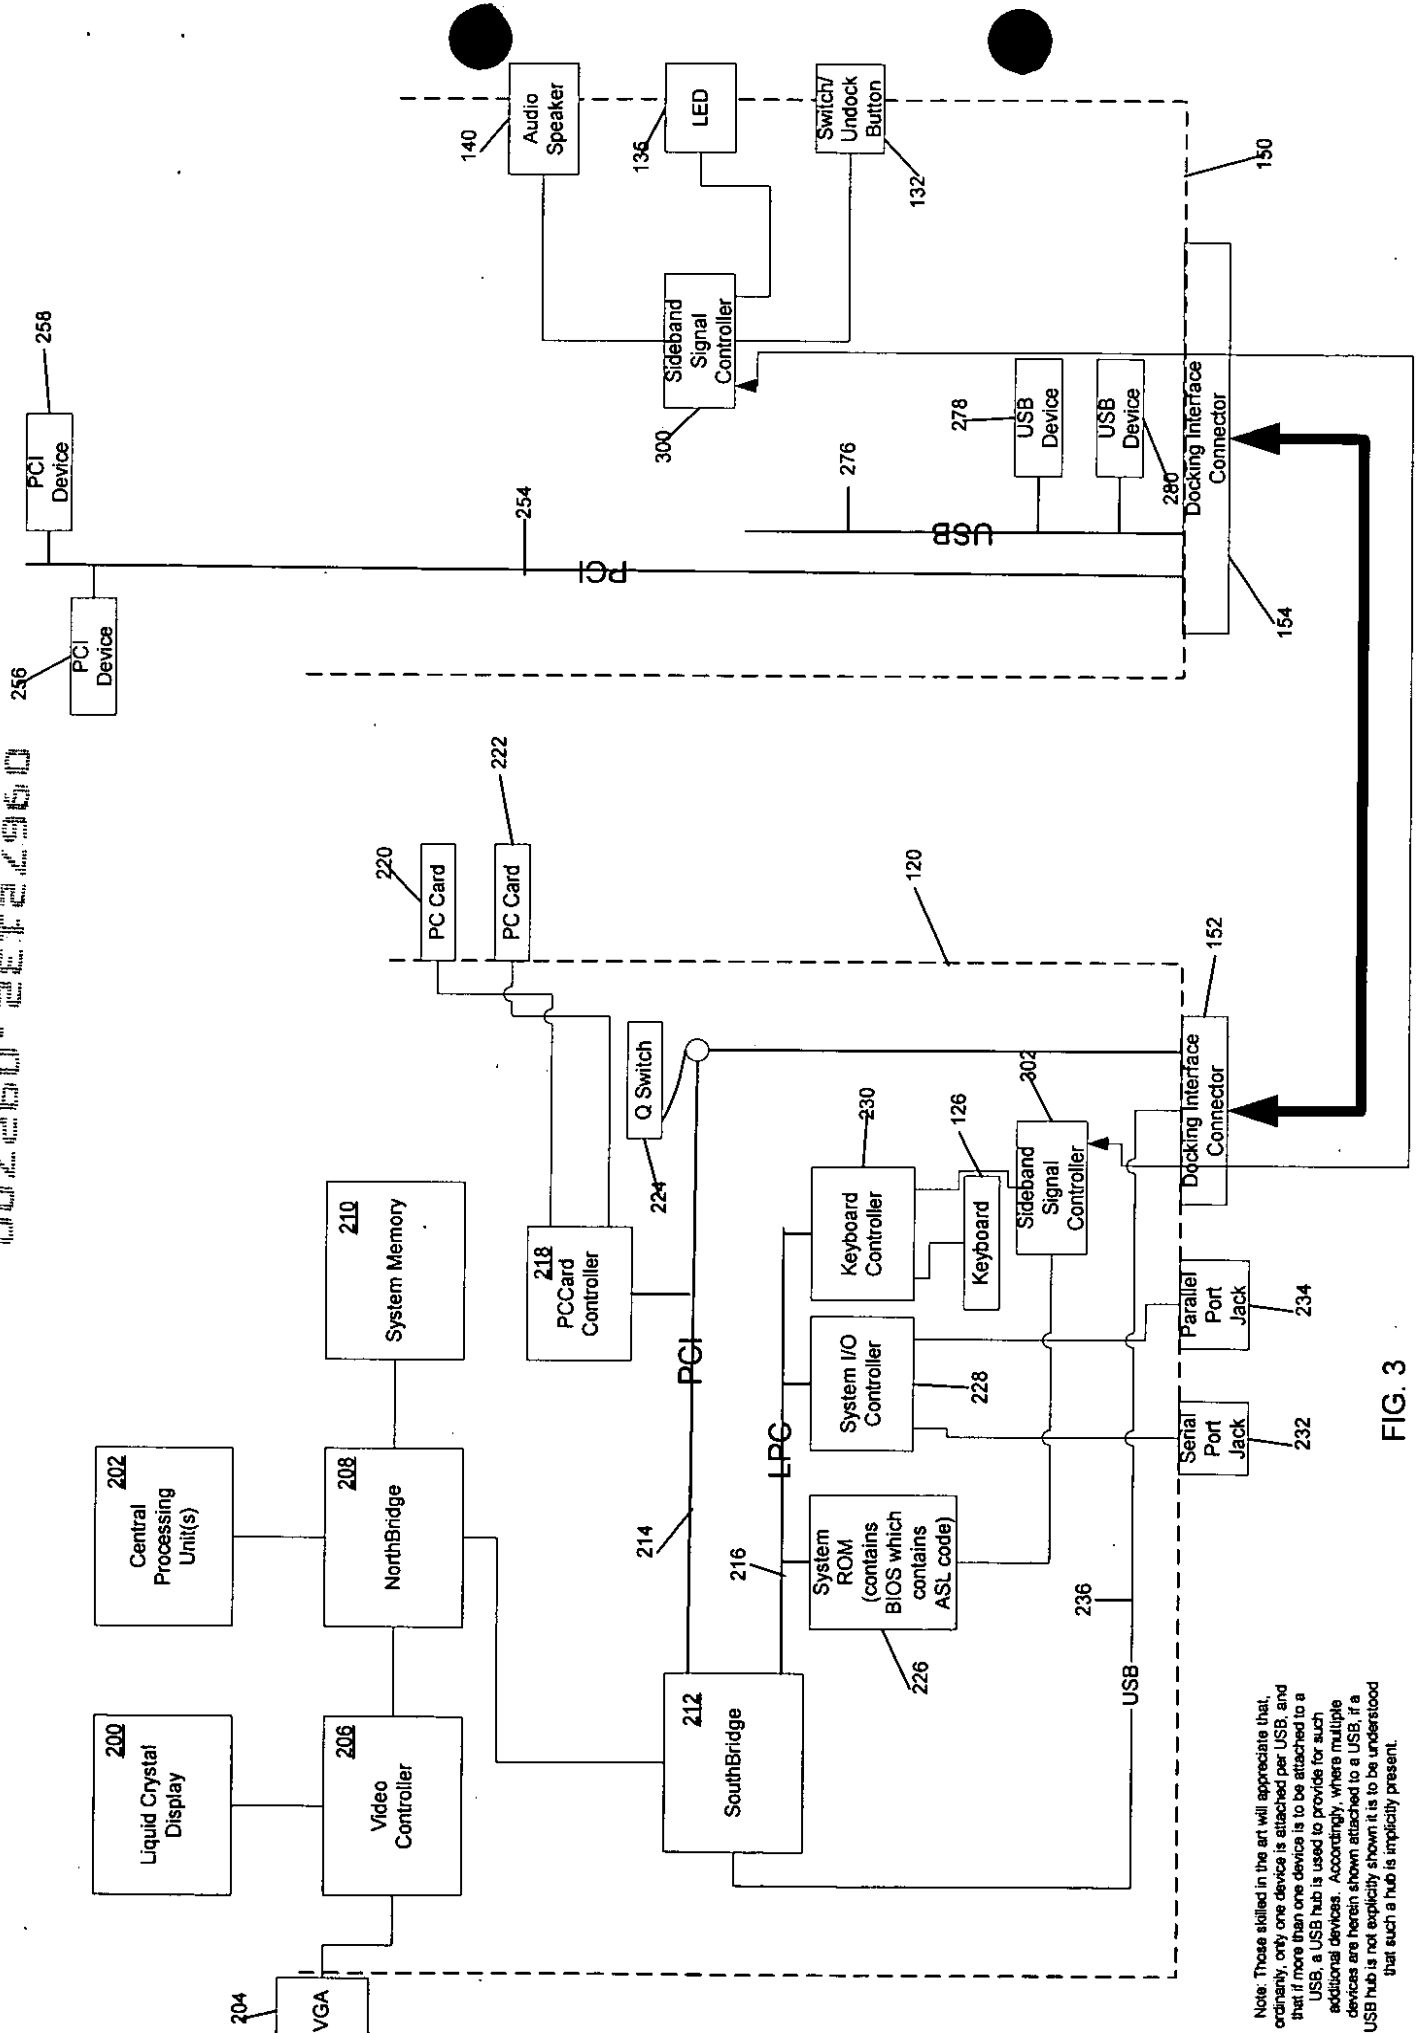 204
VGA
200
Liquid Crystal
Display
206
Video
Controller
202
Central
Processing
Unit(s)
208
NorthBridge
210
System Memory
212
SouthBridge
214
PCI
216
LPC
218
PCCard
Controller
220
PC Card
222
PC Card
224
Q Switch
226
System
ROM
(contains
BIOS which
contains
ASL code)
228
System I/O
Controller
230
Keyboard
Controller
126
Keyboard
302
Sideband
Signal
Controller
120
236
USB
232
Serial
Port
Jack
234
Parallel
Port
Jack
152
Docking Interface
Connector
256
PCI
Device
258
PCI
Device
254
PCI
276
USB
278
USB
Device
280
USB
Device
300
Sideband
Signal
Controller
140
Audio
Speaker
136
LED
132
Switch/
Undock
Button
150
154
Docking Interface
Connector
Note: Those skilled in the art will appreciate that,
ordinarily, only one device is attached per USB, and
that if more than one device is to be attached to a
USB, a USB hub is used to provide for such
additional devices. Accordingly, where multiple
devices are herein shown attached to a USB, if a
USB hub is not explicitly shown it is to be understood
that such a hub is implicitly present.
FIG. 3